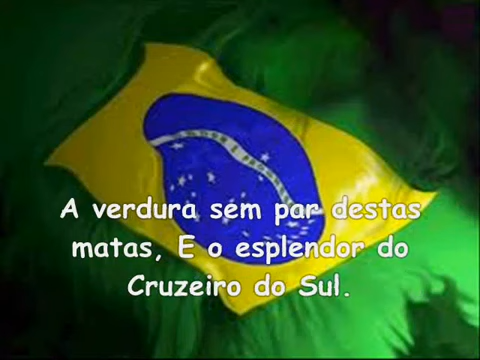 A verdura sem par destas
matas, E o esplendor do
Cruzeiro do Sul.